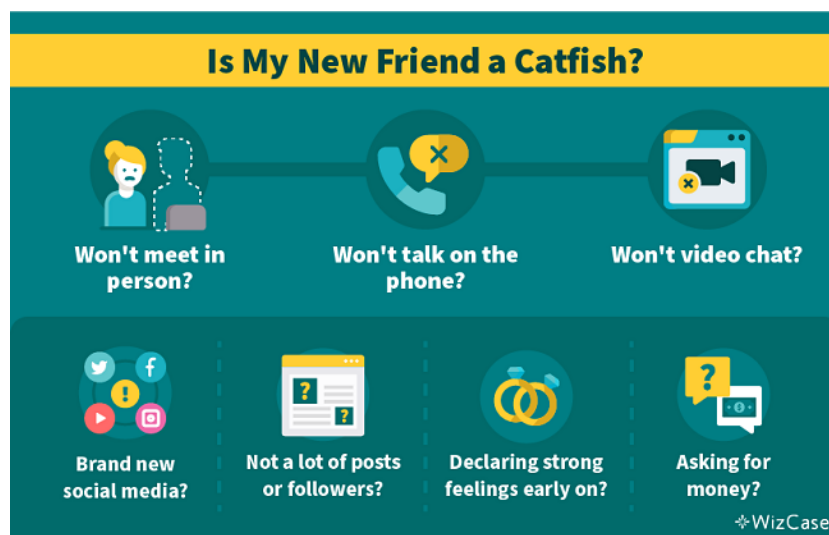 Is My New Friend a Catfish?
Won't meet in
person?
Won't talk on the
phone?
Won't video chat?
Brand new
social media?
Not a lot of posts
or followers?
Declaring strong
feelings early on?
Asking for
money?
WizCase